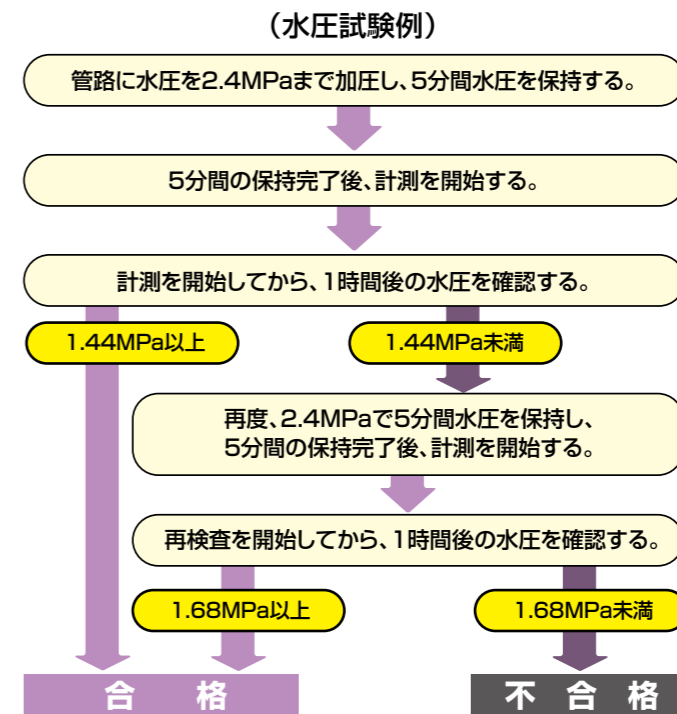 （水圧試験例）
管路に水圧を2.4MPaまで加圧し、5分間水圧を保持する。
5分間の保持完了後、計測を開始する。
計測を開始してから、1時間後の水圧を確認する。
1.44MPa以上
1.44MPa未満
再度、2.4MPaで5分間水圧を保持し、
5分間の保持完了後、計測を開始する。
再検査を開始してから、1時間後の水圧を確認する。
1.68MPa以上
1.68MPa未満
合　格
不　合　格